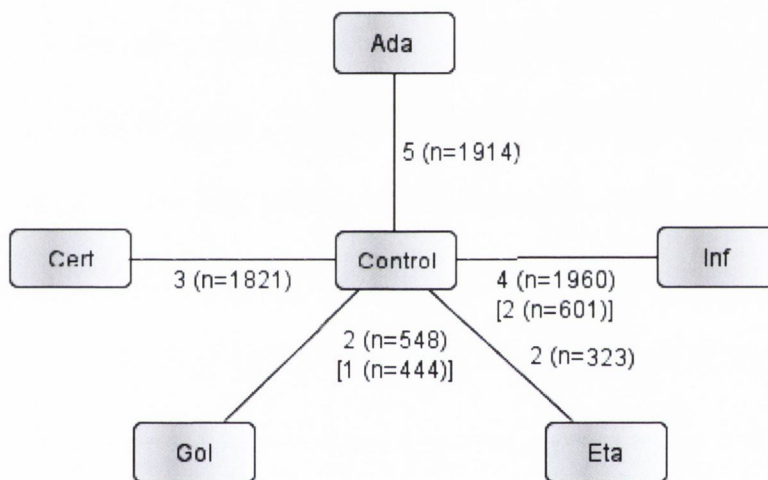 Ada
5 (n=1914)
Cert
Control
Inf
3 (n=1821)
4 (n=1960)
[2 (n=601)]
2 (n=548)
[1 (n=444)]
2 (n=323)
Gol
Eta